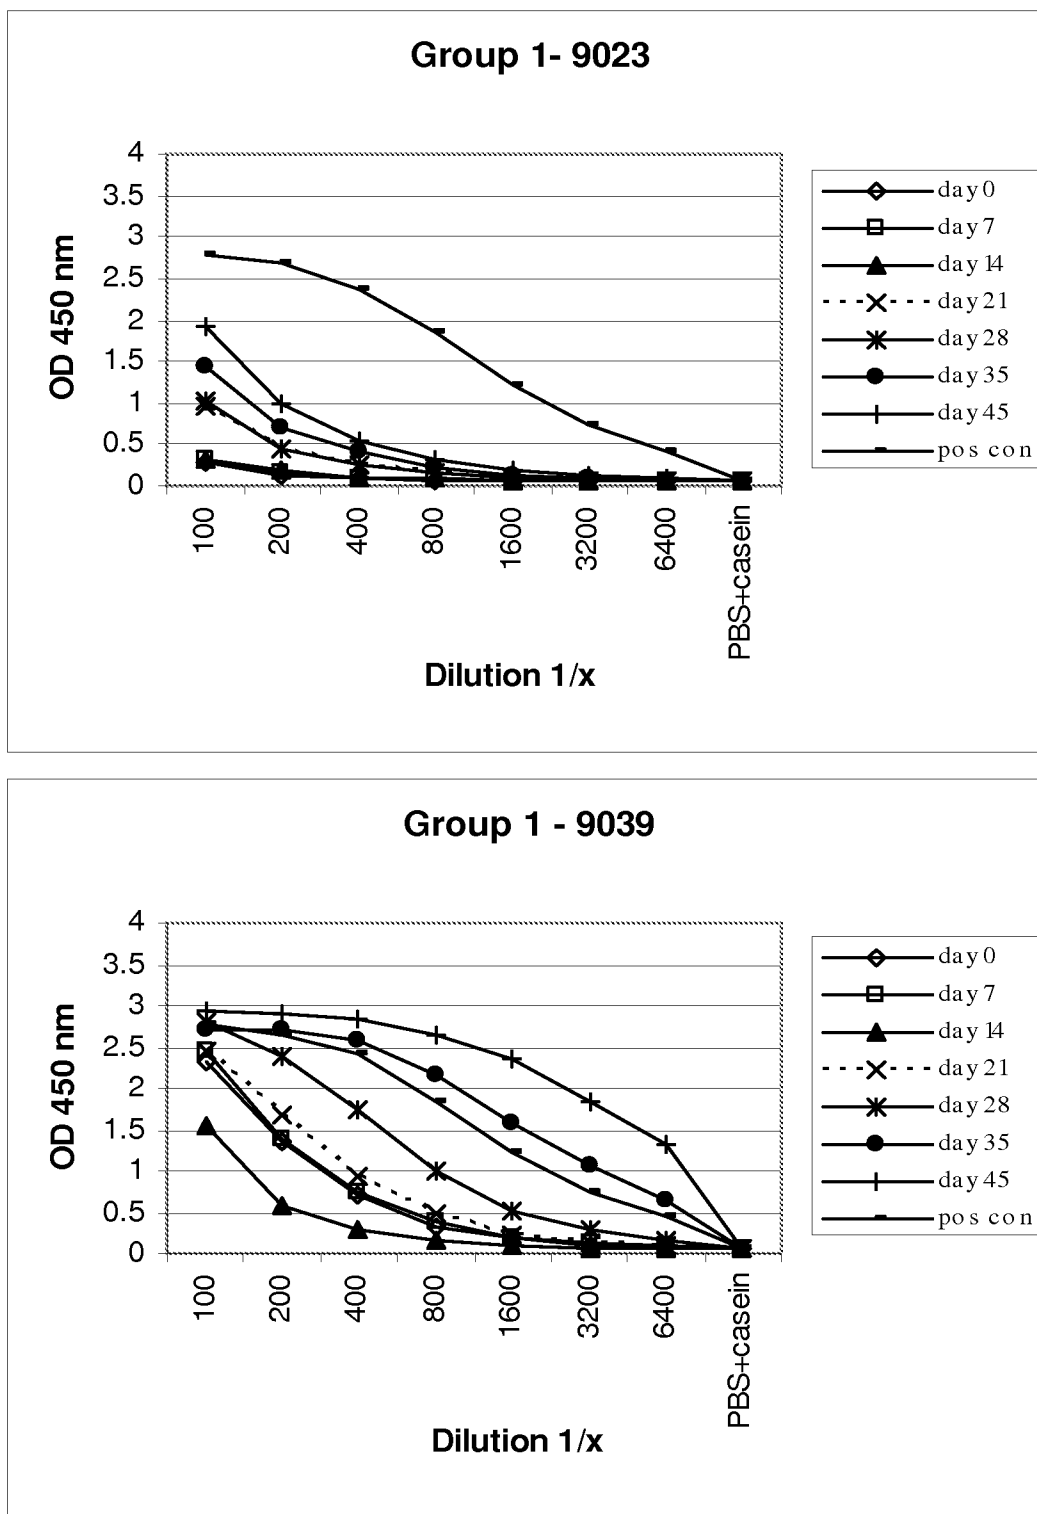 Group 1- 9023
4
3.5
3
2.5
2
1.5
1
0.5
0
OD 450 nm
100
200
400
800
1600
3200
6400
PBS+casein
Dilution 1/x
day 0
day 7
day 14
day 21
day 28
day 35
day 45
pos con
Group 1 - 9039
4
3.5
3
2.5
2
1.5
1
0.5
0
OD 450 nm
100
200
400
800
1600
3200
6400
PBS+casein
Dilution 1/x
day 0
day 7
day 14
day 21
day 28
day 35
day 45
pos con